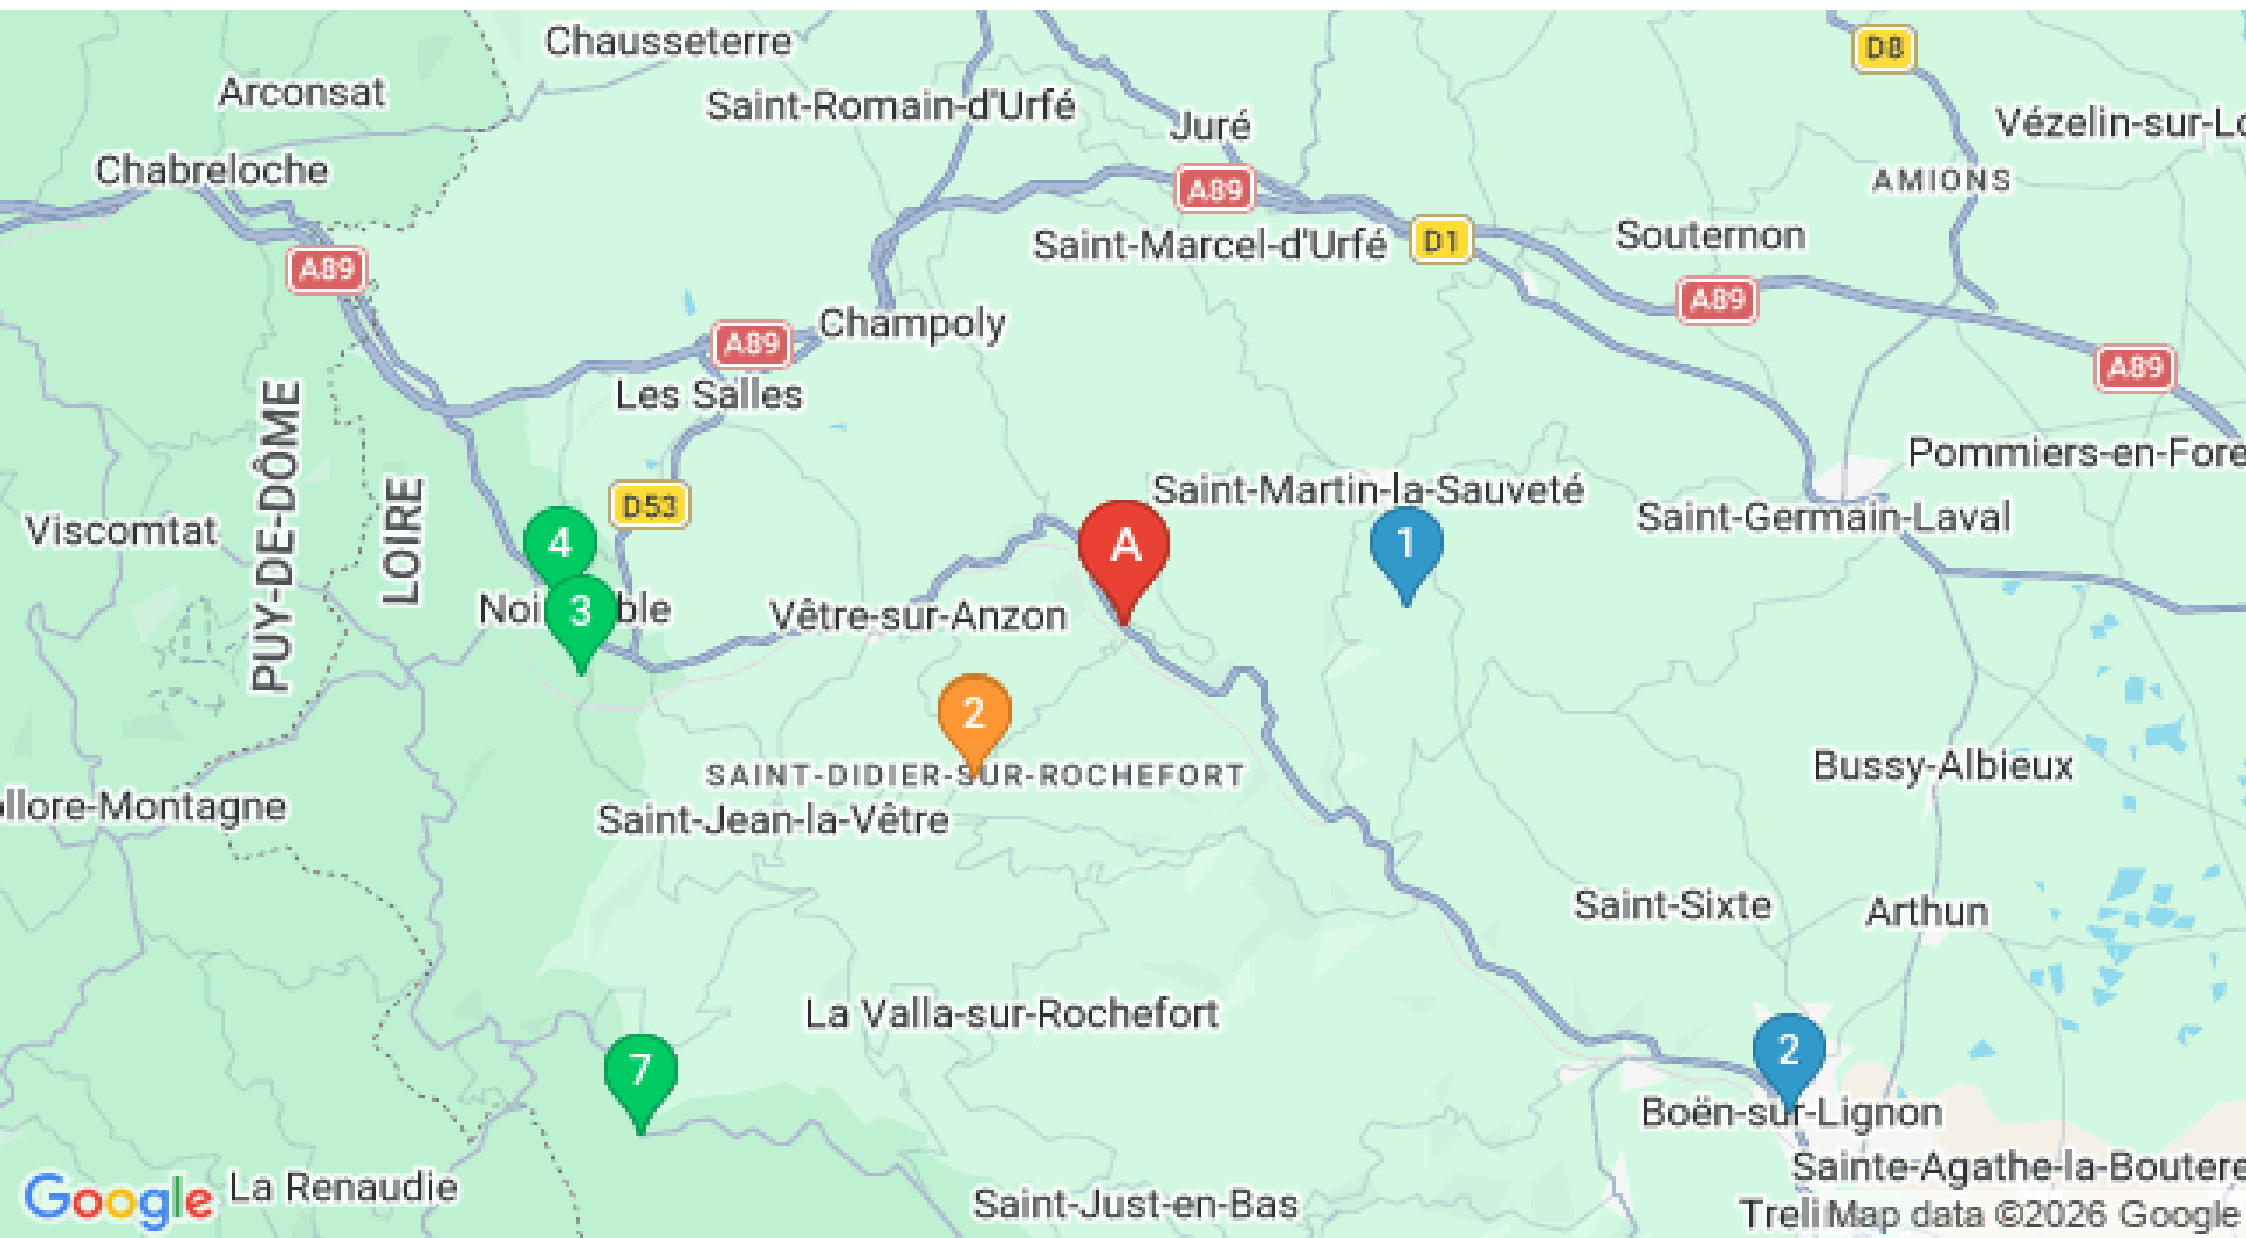 Chausseterre
D8
Arconsat
Saint-Romain-d'Urfé
Juré
Vézelin-sur-Lo
Chabreloche
A89
AMIONS
Saint-Marcel-d'Urfé
D1
Souternon
A89
A89
Champoly
A89
A89
Les Salles
PUY-DE-DÔME
LOIRE
Pommiers-en-Fore
Saint-Martin-la-Sauveté
D53
Saint-Germain-Laval
Viscomtat
4
A
1
Noi
3
ble
Vêtre-sur-Anzon
2
SAINT-DIDIER-SUR-ROCHEFORT
Bussy-Albieux
ollore-Montagne
Saint-Jean-la-Vêtre
Saint-Sixte
Arthun
La Valla-sur-Rochefort
7
2
Boën-sur-Lignon
Sainte-Agathe-la-Boutere
Google
La Renaudie
Saint-Just-en-Bas
Treli
Map data ©2026 Google